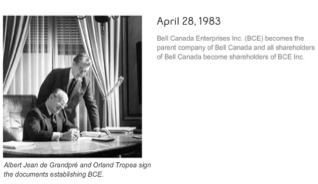 April 28, 1983
Bell Canada Enterprises Inc. (BCE) becomes the
parent company of Bell Canada and all shareholders
of Bell Canada become shareholders of BCE Inc.
Albert Jean de Grandpré and Orland Tropea sign
the documents establishing BCE.